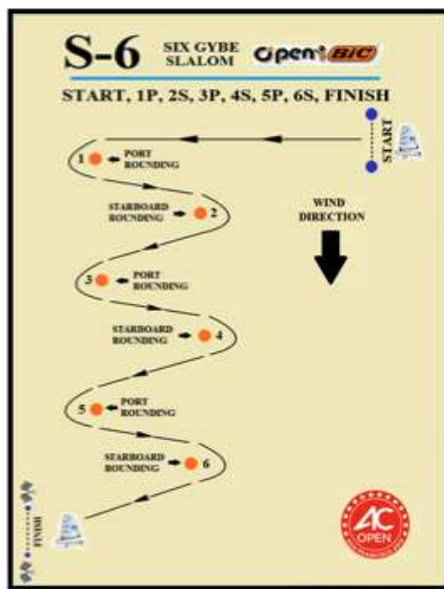 S-6
SIX GYBE
SLALOM
OPEN BIC
START, 1P, 2S, 3P, 4S, 5P, 6S, FINISH
START
1
PORT
ROUNDING
STARBOARD
ROUNDING
2
WIND
DIRECTION
3
PORT
ROUNDING
STARBOARD
ROUNDING
4
5
PORT
ROUNDING
STARBOARD
ROUNDING
6
FINISH
AC
OPEN